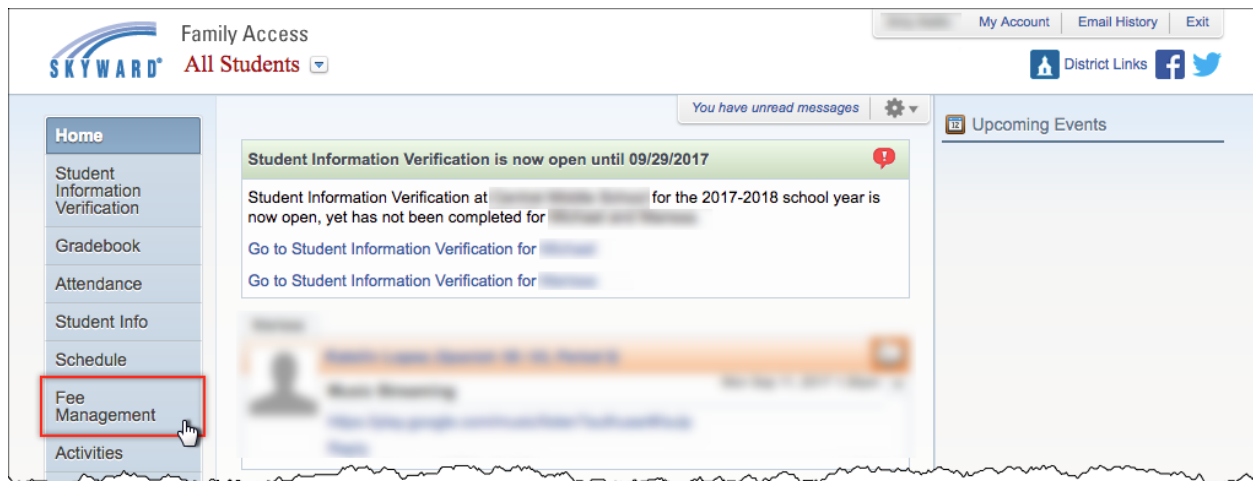 My Account Email History Exit
SKYWARD®
Family Access
All Students
District Links
You have unread messages
Upcoming Events
Home
Student
Information
Verification
Gradebook
Attendance
Student Info
Schedule
Fee
Management
Activities
Student Information Verification is now open until 09/29/2017
Student Information Verification at for the 2017-2018 school year is
now open, yet has not been completed for
Go to Student Information Verification for
Go to Student Information Verification for